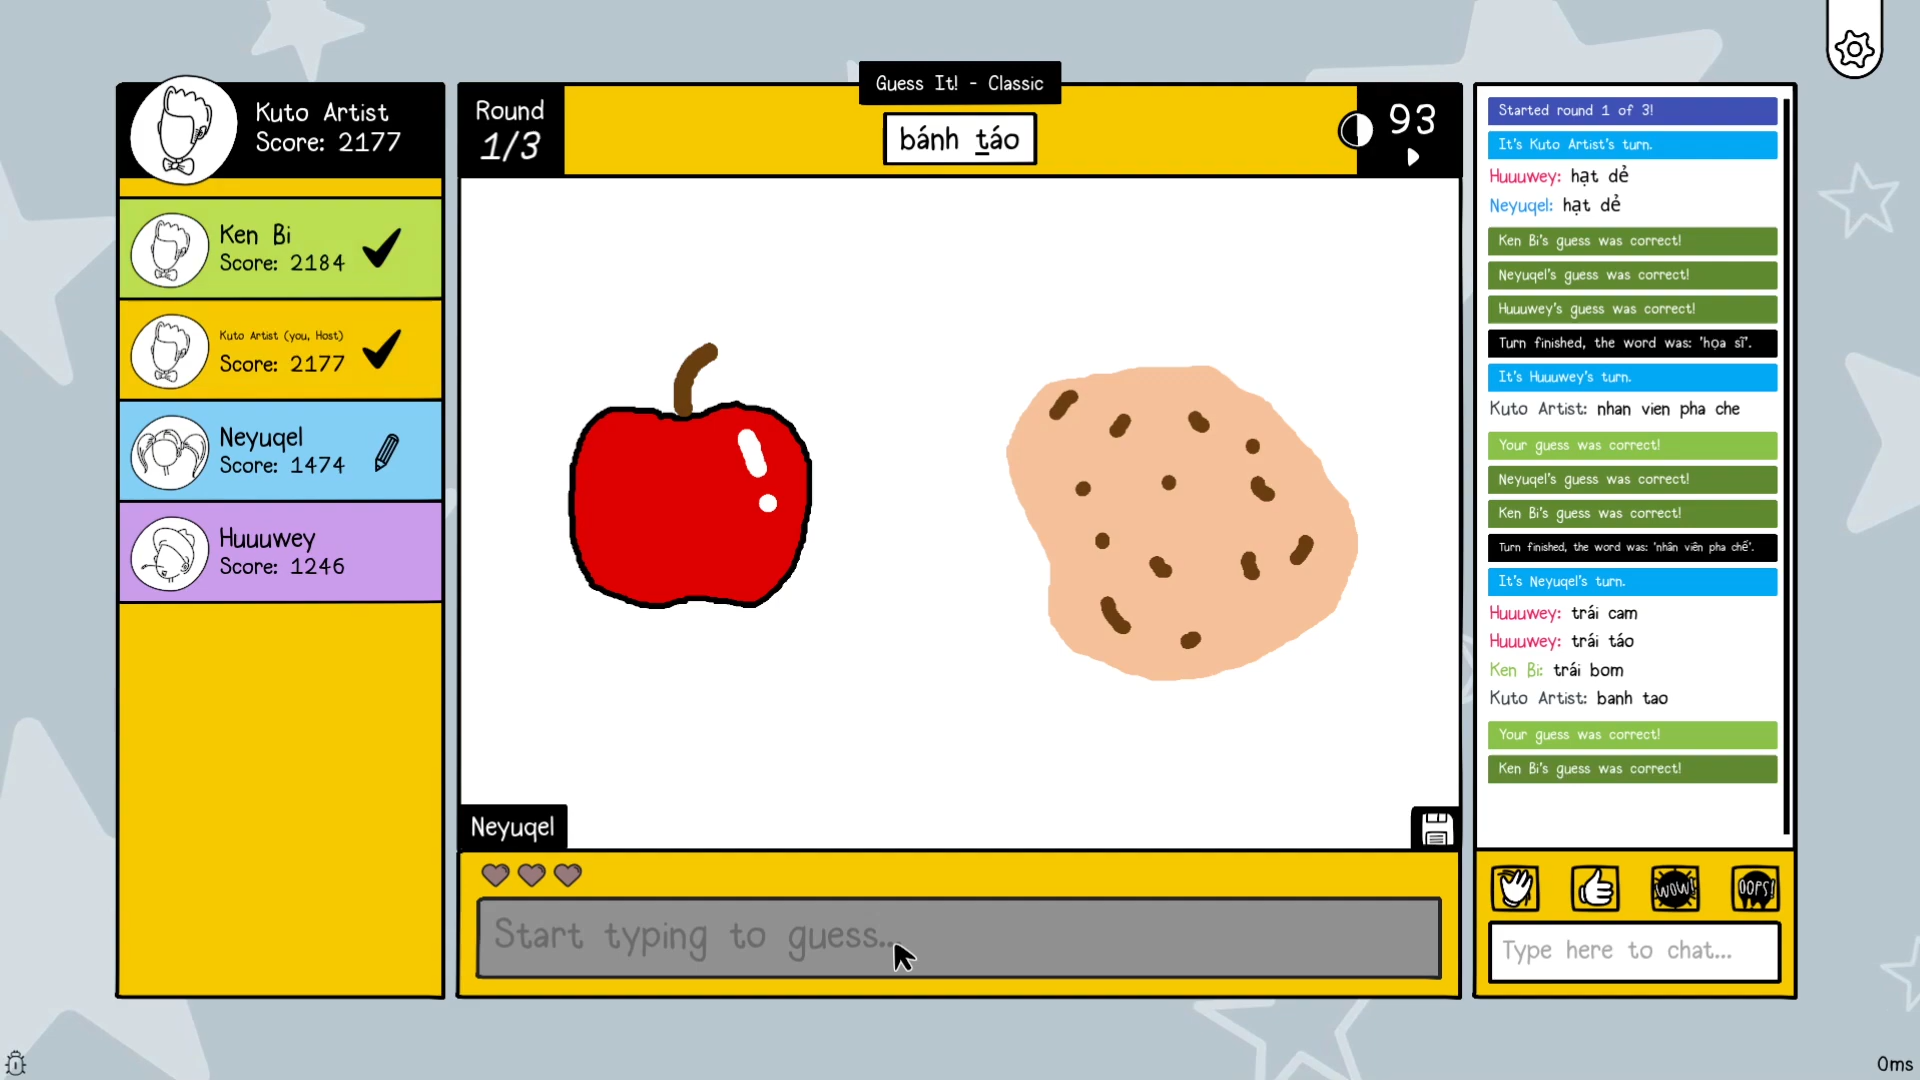 Guess It! - Classic
Kuto Artist
Score: 2177
Round
1/3
bánh táo
93
Ken Bi
Score: 2184
Kuto Artist (you, Host)
Score: 2177
Neyuqel
Score: 1474
Huuuwey
Score: 1246
Neyuqel
Start typing to guess...
Started round 1 of 3!
It's Kuto Artist's turn.
Huuuwey: hạt dẻ
Neyuqel: hạt dẻ
Ken Bi's guess was correct!
Neyuqel's guess was correct!
Huuuwey's guess was correct!
Turn finished, the word was: 'họa sĩ'.
It's Huuuwey's turn.
Kuto Artist: nhan vien pha che
Your guess was correct!
Neyuqel's guess was correct!
Ken Bi's guess was correct!
Turn finished, the word was: 'nhân viên pha chế'.
It's Neyuqel's turn.
Huuuwey: trái cam
Huuuwey: trái táo
Ken Bi: trái bom
Kuto Artist: banh tao
Your guess was correct!
Ken Bi's guess was correct!
WOW!
OOPS!
Type here to chat...
0ms